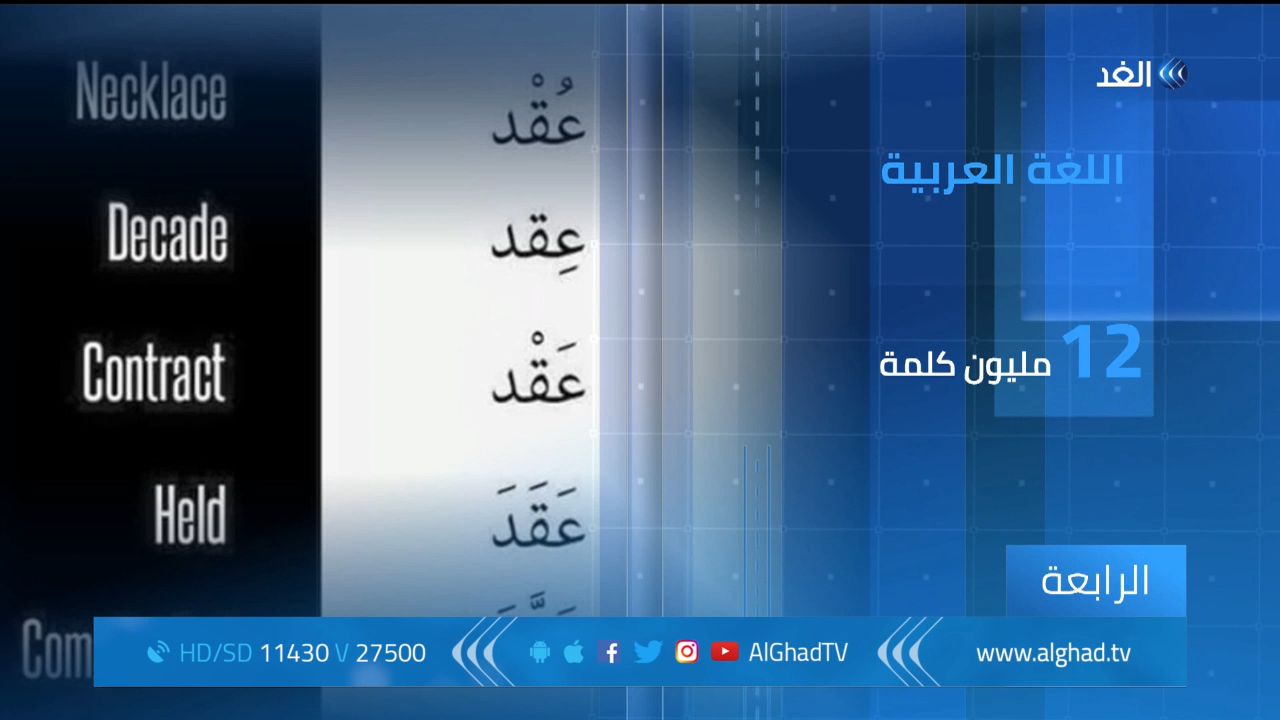 الغد
اللغة العربية
12 مليون كلمة
Necklace عُقْد
Decade عِقد
Contract عَقْد
Held عَقَدَ
Com
الرابعة
HD/SD 11430 V 27500
AlGhadTV
www.alghad.tv